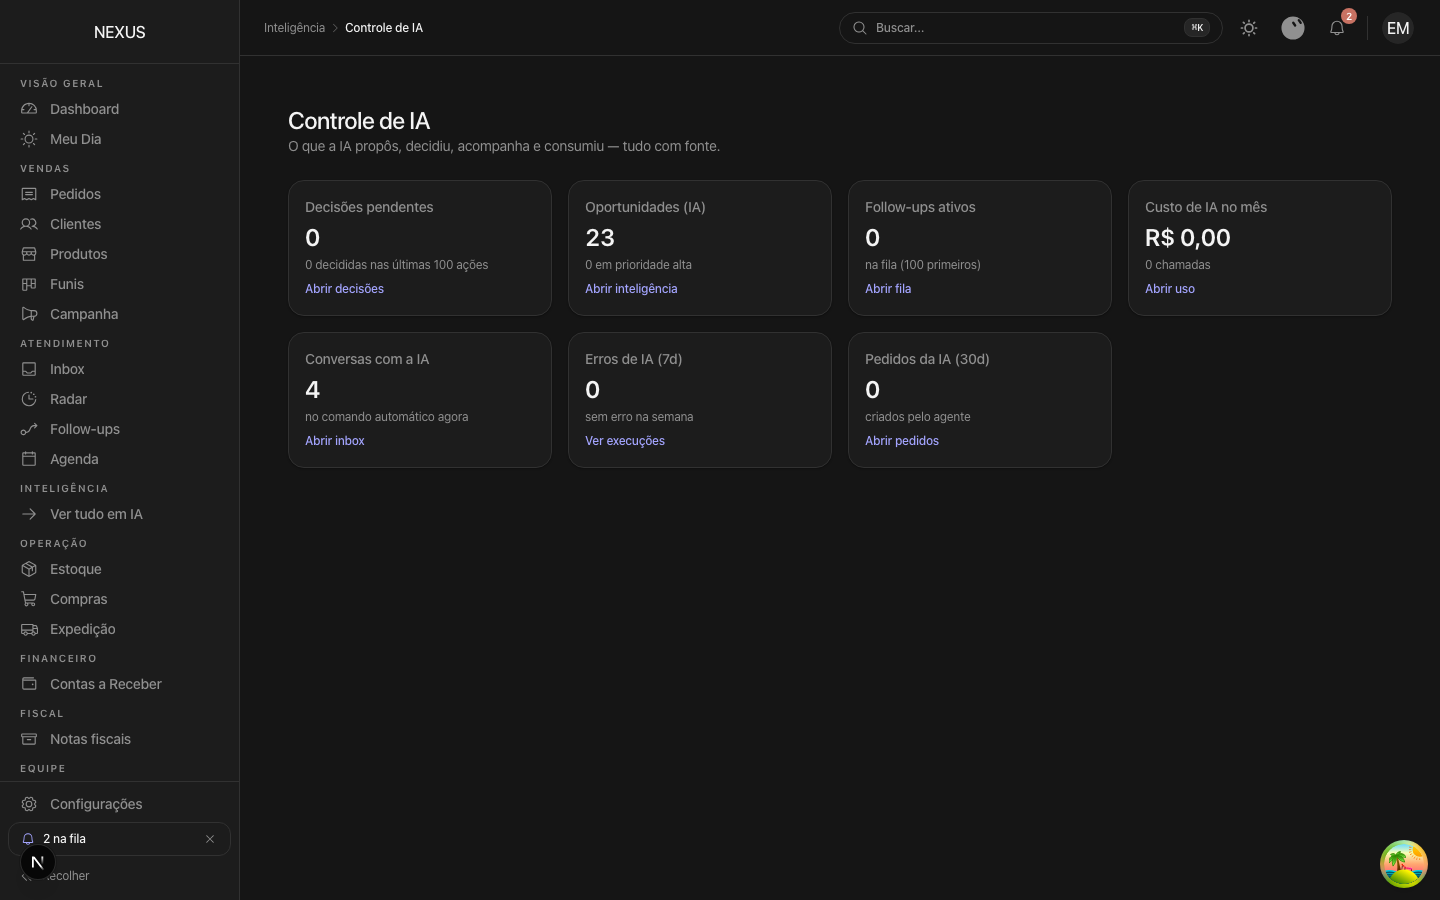 NEXUS
Inteligência
Controle de IA
Buscar...
⌘K
2
EM
VISÃO GERAL
Dashboard
Meu Dia
VENDAS
Pedidos
Clientes
Produtos
Funis
Campanha
ATENDIMENTO
Inbox
Radar
Follow-ups
Agenda
INTELIGÊNCIA
Ver tudo em IA
OPERAÇÃO
Estoque
Compras
Expedição
FINANCEIRO
Contas a Receber
FISCAL
Notas fiscais
EQUIPE
Configurações
2 na fila
N
Controle de IA
O que a IA propôs, decidiu, acompanha e consumiu — tudo com fonte.
Decisões pendentes
0
0 decididas nas últimas 100 ações
Abrir decisões
Oportunidades (IA)
23
0 em prioridade alta
Abrir inteligência
Follow-ups ativos
0
na fila (100 primeiros)
Abrir fila
Custo de IA no mês
R$ 0,00
0 chamadas
Abrir uso
Conversas com a IA
4
no comando automático agora
Abrir inbox
Erros de IA (7d)
0
sem erro na semana
Ver execuções
Pedidos da IA (30d)
0
criados pelo agente
Abrir pedidos